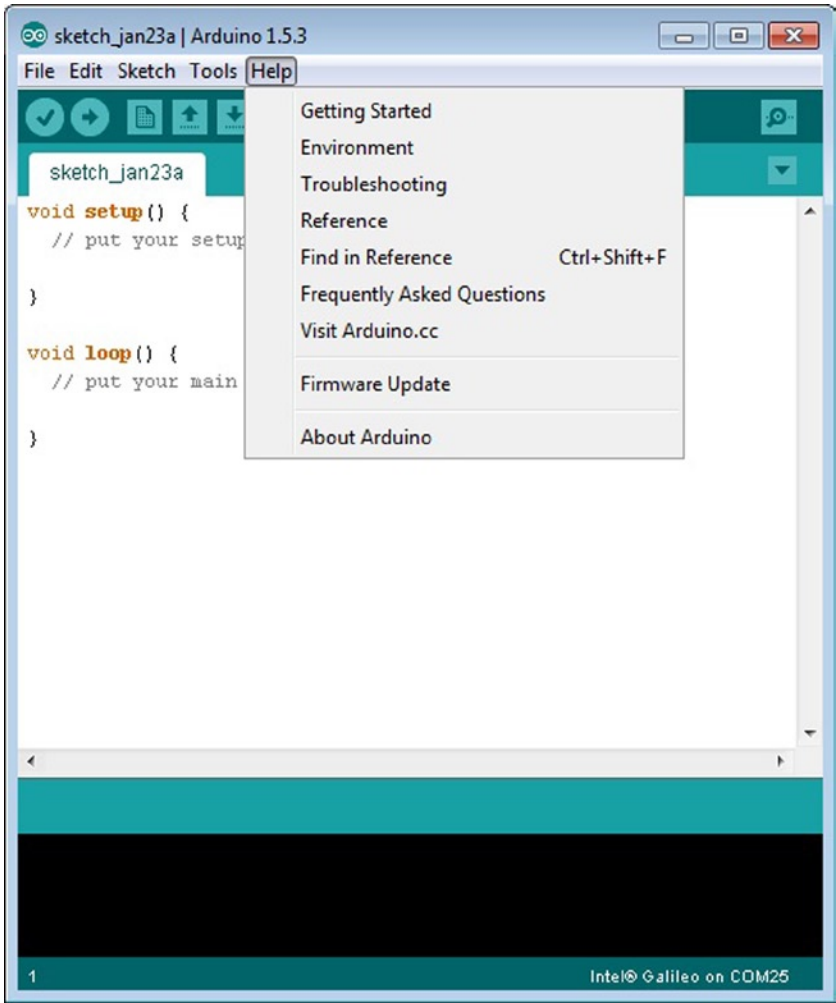 sketch_jan23a | Arduino 1.5.3
File Edit Sketch Tools Help
Getting Started
Environment
Troubleshooting
Reference
Find in Reference Ctrl+Shift+F
Frequently Asked Questions
Visit Arduino.cc
Firmware Update
About Arduino
sketch_jan23a
void setup() {
// put your setup
}
void loop() {
// put your main
}
1 Intel® Galileo on COM25